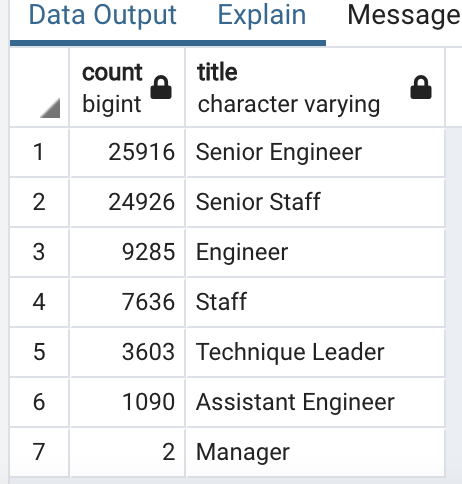 Data Output Explain Message
count title
bigint character varying
1 25916 Senior Engineer
2 24926 Senior Staff
3 9285 Engineer
4 7636 Staff
5 3603 Technique Leader
6 1090 Assistant Engineer
7 2 Manager